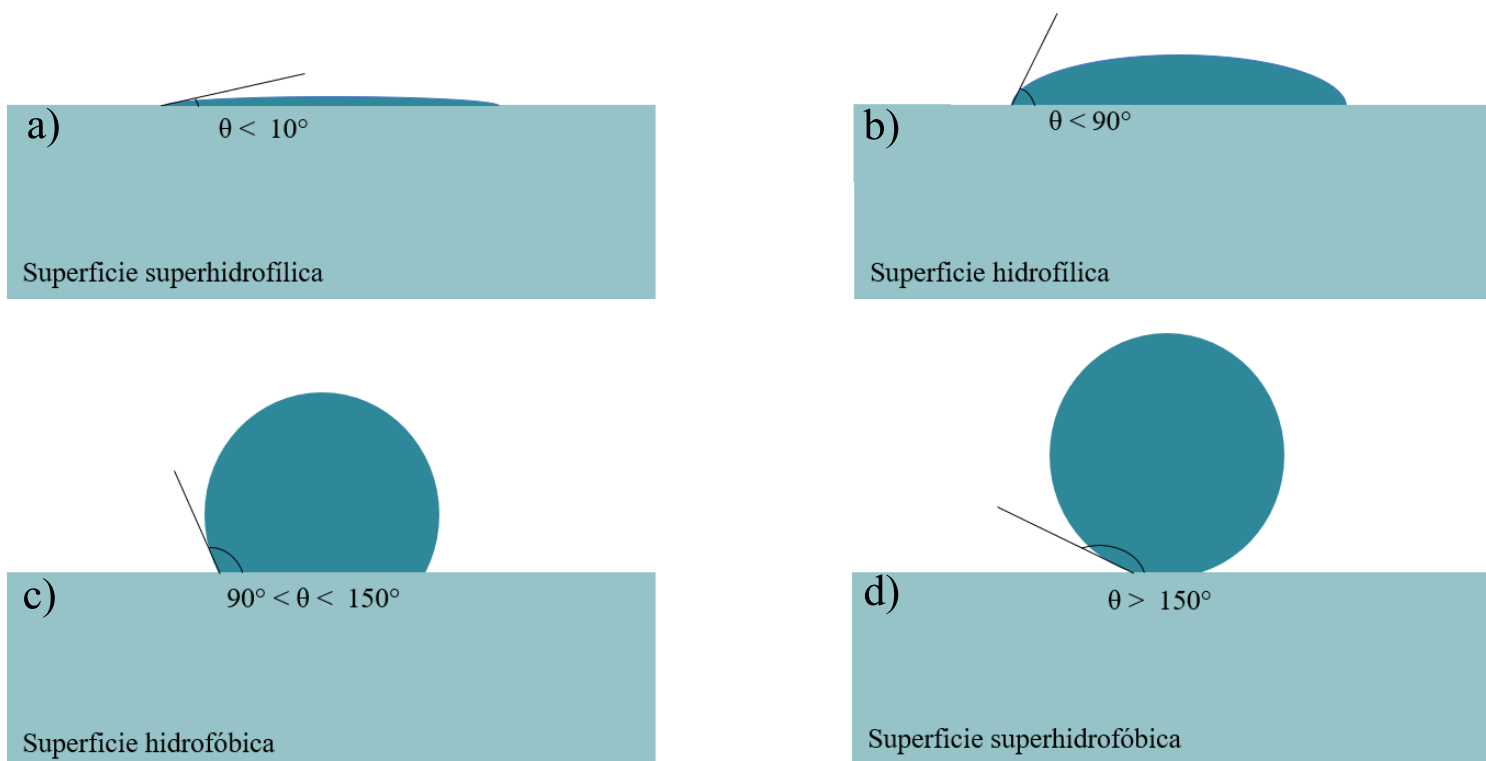 a)
θ < 10°
Superficie superhidrofílica
b)
θ < 90°
Superficie hidrofílica
c)
90° < θ < 150°
Superficie hidrofóbica
d)
θ > 150°
Superficie superhidrofóbica